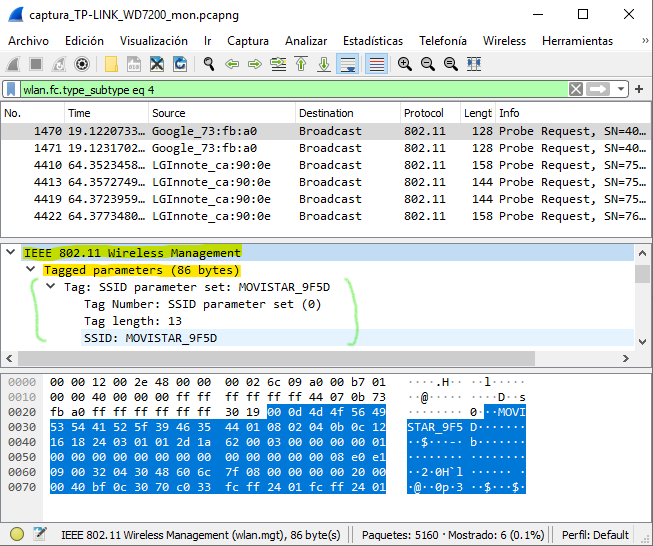 captura_TP-LINK_WD7200_mon.pcapng
Archivo Edición Visualización Ir Captura Analizar Estadísticas Telefonía Wireless Herramientas »
wlan.fc.type_subtype eq 4
No. Time Source Destination Protocol Lengt Info
1470 19.1220733… Google_73:fb:a0 Broadcast 802.11 128 Probe Request, SN=40…
1471 19.1231702… Google_73:fb:a0 Broadcast 802.11 128 Probe Request, SN=40…
4410 64.3523458… LGInnote_ca:90:0e Broadcast 802.11 158 Probe Request, SN=75…
4413 64.3572749… LGInnote_ca:90:0e Broadcast 802.11 144 Probe Request, SN=75…
4419 64.3723959… LGInnote_ca:90:0e Broadcast 802.11 144 Probe Request, SN=75…
4422 64.3773480… LGInnote_ca:90:0e Broadcast 802.11 158 Probe Request, SN=76…
IEEE 802.11 Wireless Management
Tagged parameters (86 bytes)
Tag: SSID parameter set: MOVISTAR_9F5D
Tag Number: SSID parameter set (0)
Tag length: 13
SSID: MOVISTAR_9F5D
0000 00 00 12 00 2e 48 00 00 00 02 6c 09 a0 00 b7 01 ·····H·· ··l·····
0010 00 00 40 00 00 00 ff ff ff ff ff ff 44 07 0b 73 ··@····· ····D··s
0020 fb a0 ff ff ff ff ff ff 30 19 00 0d 4d 4f 56 49 ········ 0···MOVI
0030 53 54 41 52 5f 39 46 35 44 01 08 02 04 0b 0c 12 STAR_9F5 D·······
0040 16 18 24 03 01 01 2d 1a 62 00 03 00 00 00 01 ··$···-· b·······
0050 00 00 00 00 00 00 00 00 00 00 00 00 08 e0 e1
0060 09 00 32 04 30 48 60 6c 7f 08 00 00 00 00 20 00 ··2·0H`l ······ ·
0070 00 40 bf 0c 30 70 c0 33 fc ff 24 01 fc ff 24 01 ·@··0p·3 ··$···$·
IEEE 802.11 Wireless Management (wlan.mgt), 86 byte(s) Paquetes: 5160 · Mostrado: 6 (0.1%) Perfil: Default